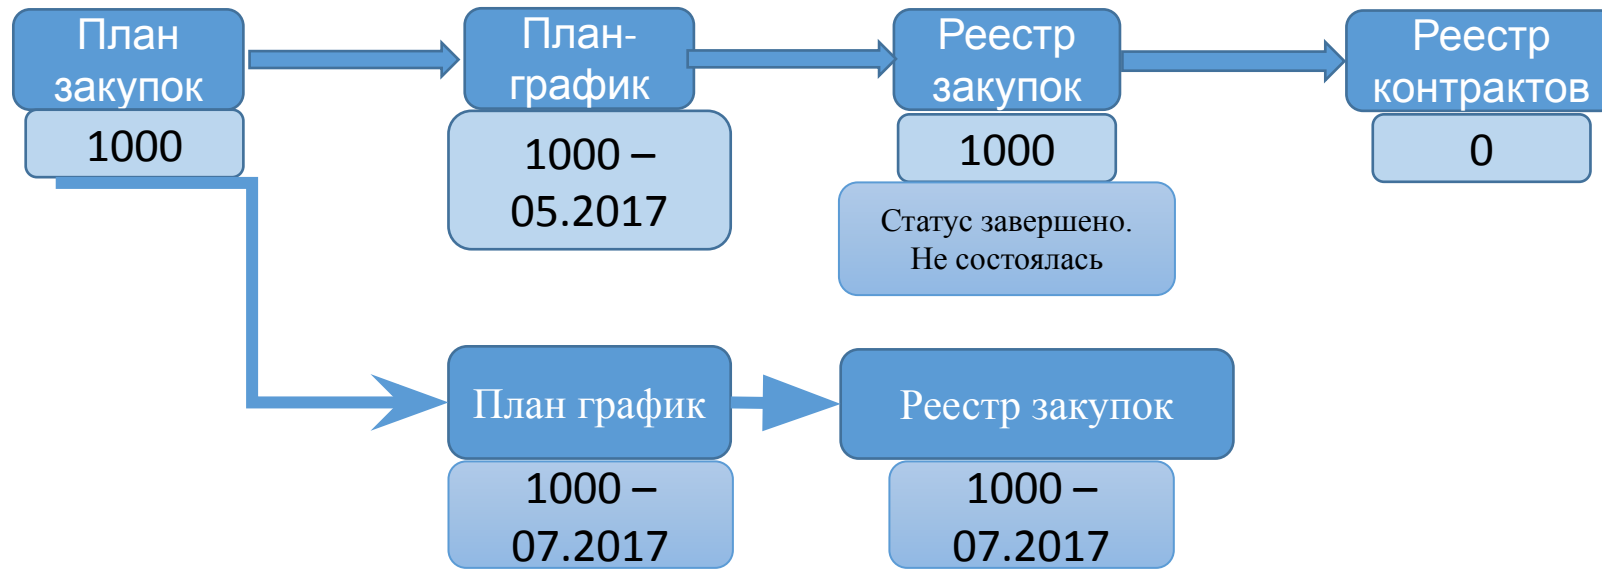 План
закупок
План-
график
Реестр
закупок
Реестр
контрактов
1000
1000 –
05.2017
1000
0
Статус завершено.
Не состоялась
План график
Реестр закупок
1000 –
07.2017
1000 –
07.2017